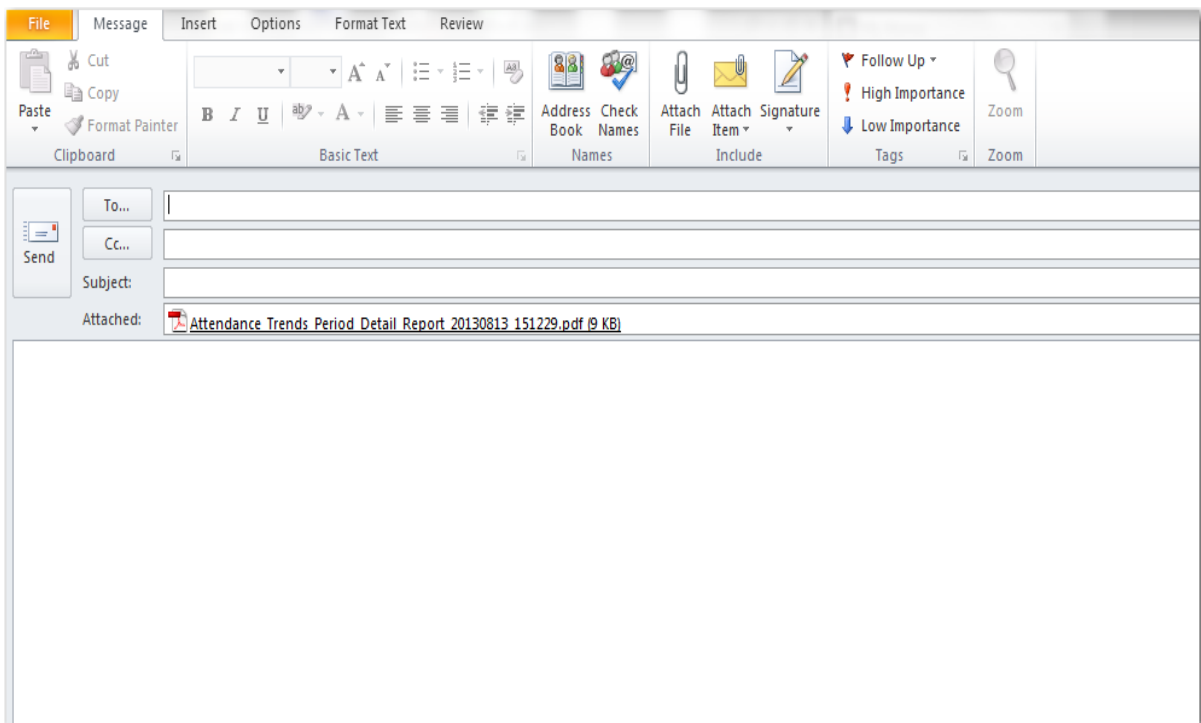 File Message Insert Options Format Text Review
Cut
Copy
Format Painter
Paste
Clipboard
B I U ab A
Basic Text
Address Book
Check Names
Names
Attach File
Attach Item
Signature
Include
Follow Up
High Importance
Low Importance
Tags
Zoom
Zoom
Send
To...
Cc...
Subject:
Attached: Attendance_Trends_Period_Detail_Report_20130813_151229.pdf (9 KB)